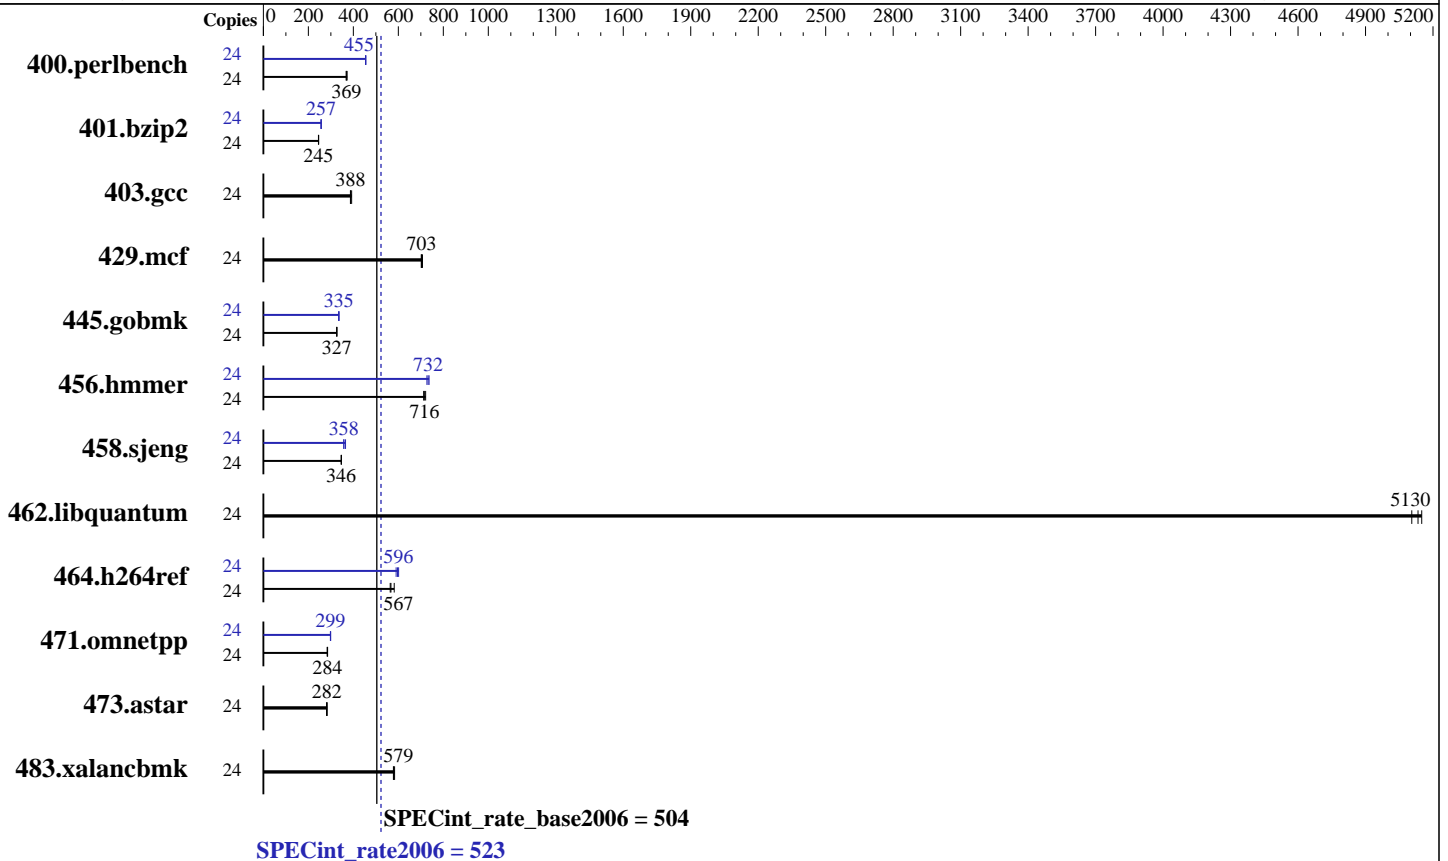 Copies 0 200 400 600 800 1000 1300 1600 1900 2200 2500 2800 3100 3400 3700 4000 4300 4600 4900 5200
400.perlbench 24 455
24 369
401.bzip2 24 257
24 245
403.gcc 24 388
429.mcf 24 703
445.gobmk 24 335
24 327
456.hmmer 24 732
24 716
458.sjeng 24 358
24 346
462.libquantum 24 5130
464.h264ref 24 596
24 567
471.omnetpp 24 299
24 284
473.astar 24 282
483.xalancbmk 24 579
SPECint_rate_base2006 = 504
SPECint_rate2006 = 523